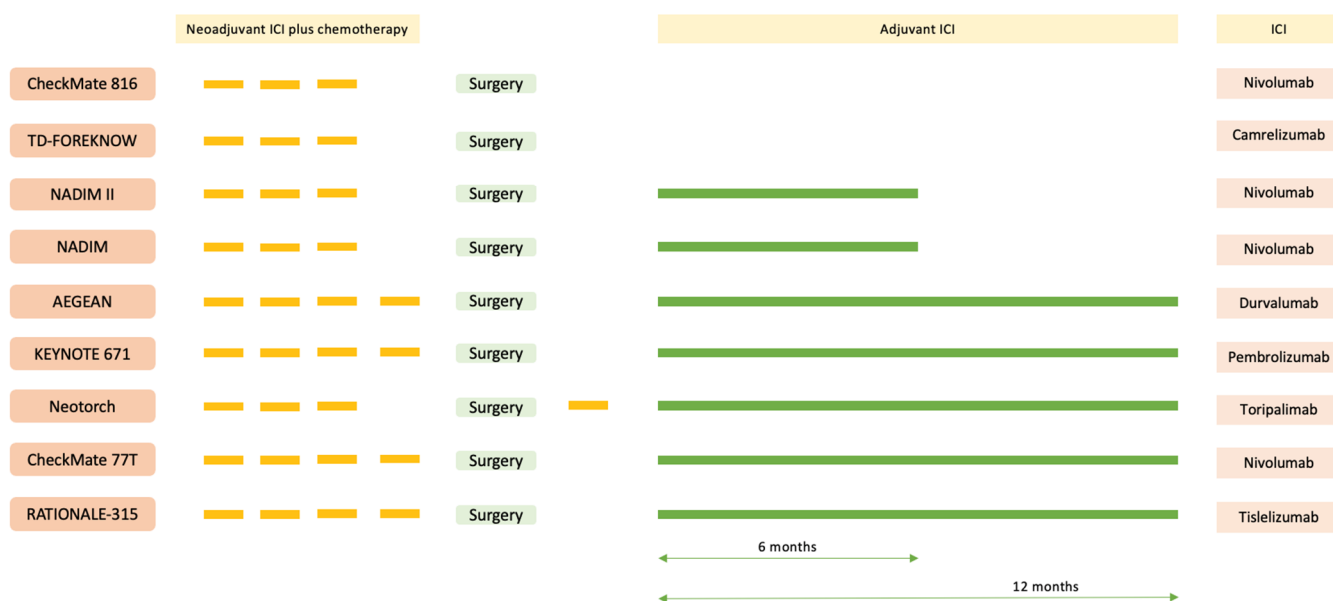 Neoadjuvant ICI plus chemotherapy Adjuvant ICI ICI
CheckMate 816 Surgery Nivolumab
TD-FOREKNOW Surgery Camrelizumab
NADIM II Surgery Nivolumab
NADIM Surgery Nivolumab
AEGEAN Surgery Durvalumab
KEYNOTE 671 Surgery Pembrolizumab
Neotorch Surgery Toripalimab
CheckMate 77T Surgery Nivolumab
RATIONALE-315 Surgery Tislelizumab
6 months
12 months